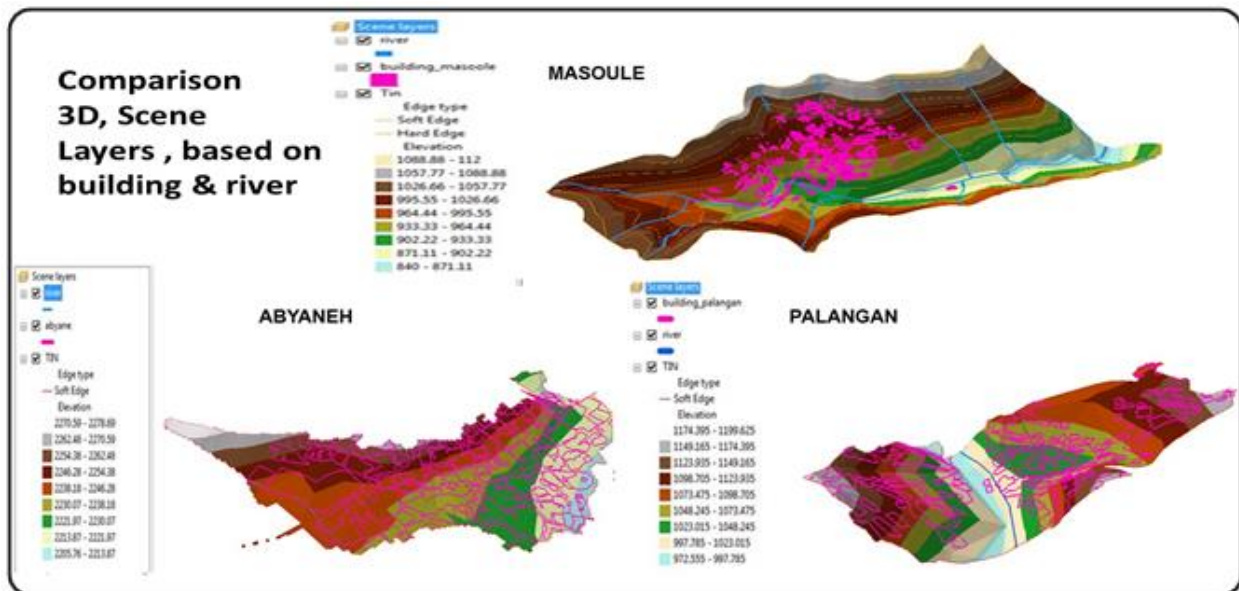 Comparison
3D, Scene
Layers , based on
building & river
Scene layers
river
building_masoole
Tin
Edge type
Soft Edge
Hard Edge
Elevation
1088.88 - 112
1057.77 - 1088.88
1026.66 - 1057.77
995.55 - 1026.66
964.44 - 995.55
933.33 - 964.44
902.22 - 933.33
871.11 - 902.22
840 - 871.11
MASOULE
Scene layers
river
abyane
TIN
Edge type
Soft Edge
Elevation
2270.59 - 2278.69
2262.48 - 2270.59
2254.38 - 2262.48
2246.28 - 2254.38
2238.18 - 2246.28
2230.07 - 2238.18
2221.97 - 2230.07
2213.87 - 2221.97
2205.76 - 2213.87
ABYANEH
Scene layers
building_palangan
river
TIN
Edge type
Soft Edge
Elevation
1174.395 - 1199.625
1149.165 - 1174.395
1123.935 - 1149.165
1098.705 - 1123.935
1073.475 - 1098.705
1048.245 - 1073.475
1023.015 - 1048.245
997.785 - 1023.015
972.555 - 997.785
PALANGAN